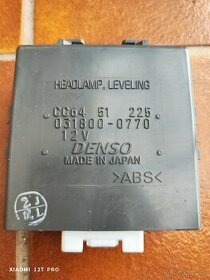 HEADLAMP, LEVELING
CC64 51 225
031800-0770
12V
DENSO
MADE IN JAPAN
>ABS<
XIAOMI 12T PRO